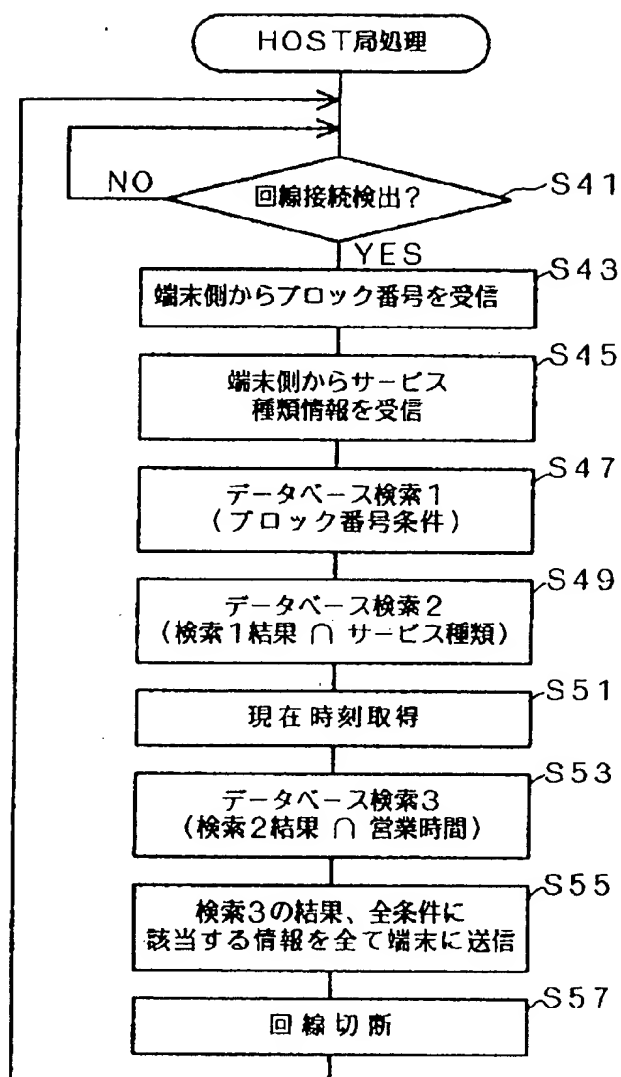 HOST局処理
回線接続検出？
S41
NO
YES
S43
端末側からブロック番号を受信
S45
端末側からサービス
種類情報を受信
S47
データベース検索1
（ブロック番号条件）
S49
データベース検索2
（検索1結果 ∩ サービス種類）
S51
現在時刻取得
S53
データベース検索3
（検索2結果 ∩ 営業時間）
S55
検索3の結果、全条件に
該当する情報を全て端末に送信
S57
回線切断